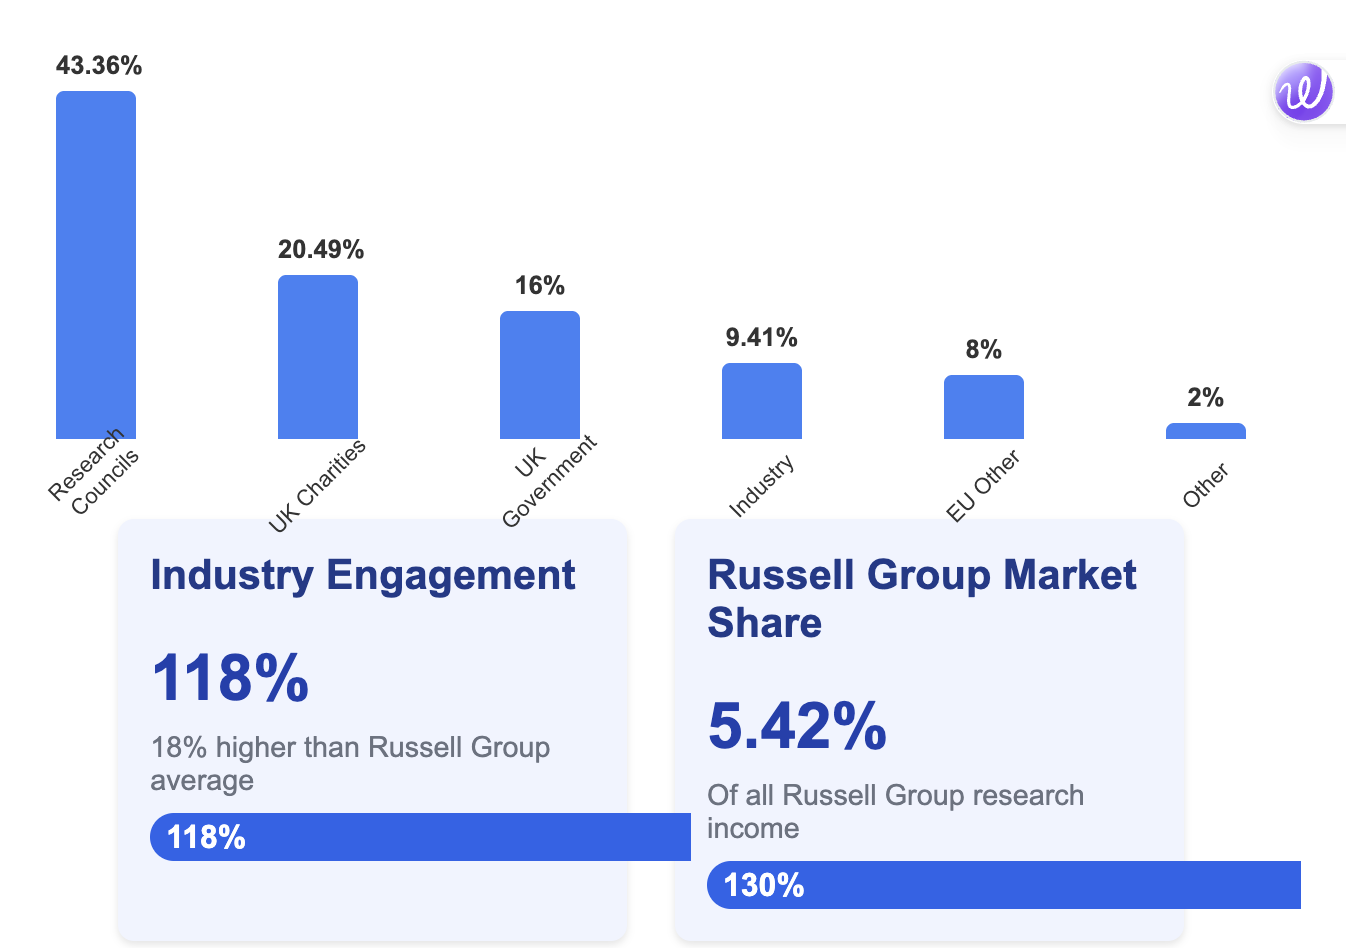 43.36%
20.49%
16%
9.41%
8%
2%
Research
Councils
UK Charities
UK
Government
Industry
EU Other
Other
Industry Engagement
118%
18% higher than Russell Group
average
118%
Russell Group Market
Share
5.42%
Of all Russell Group research
income
130%
W